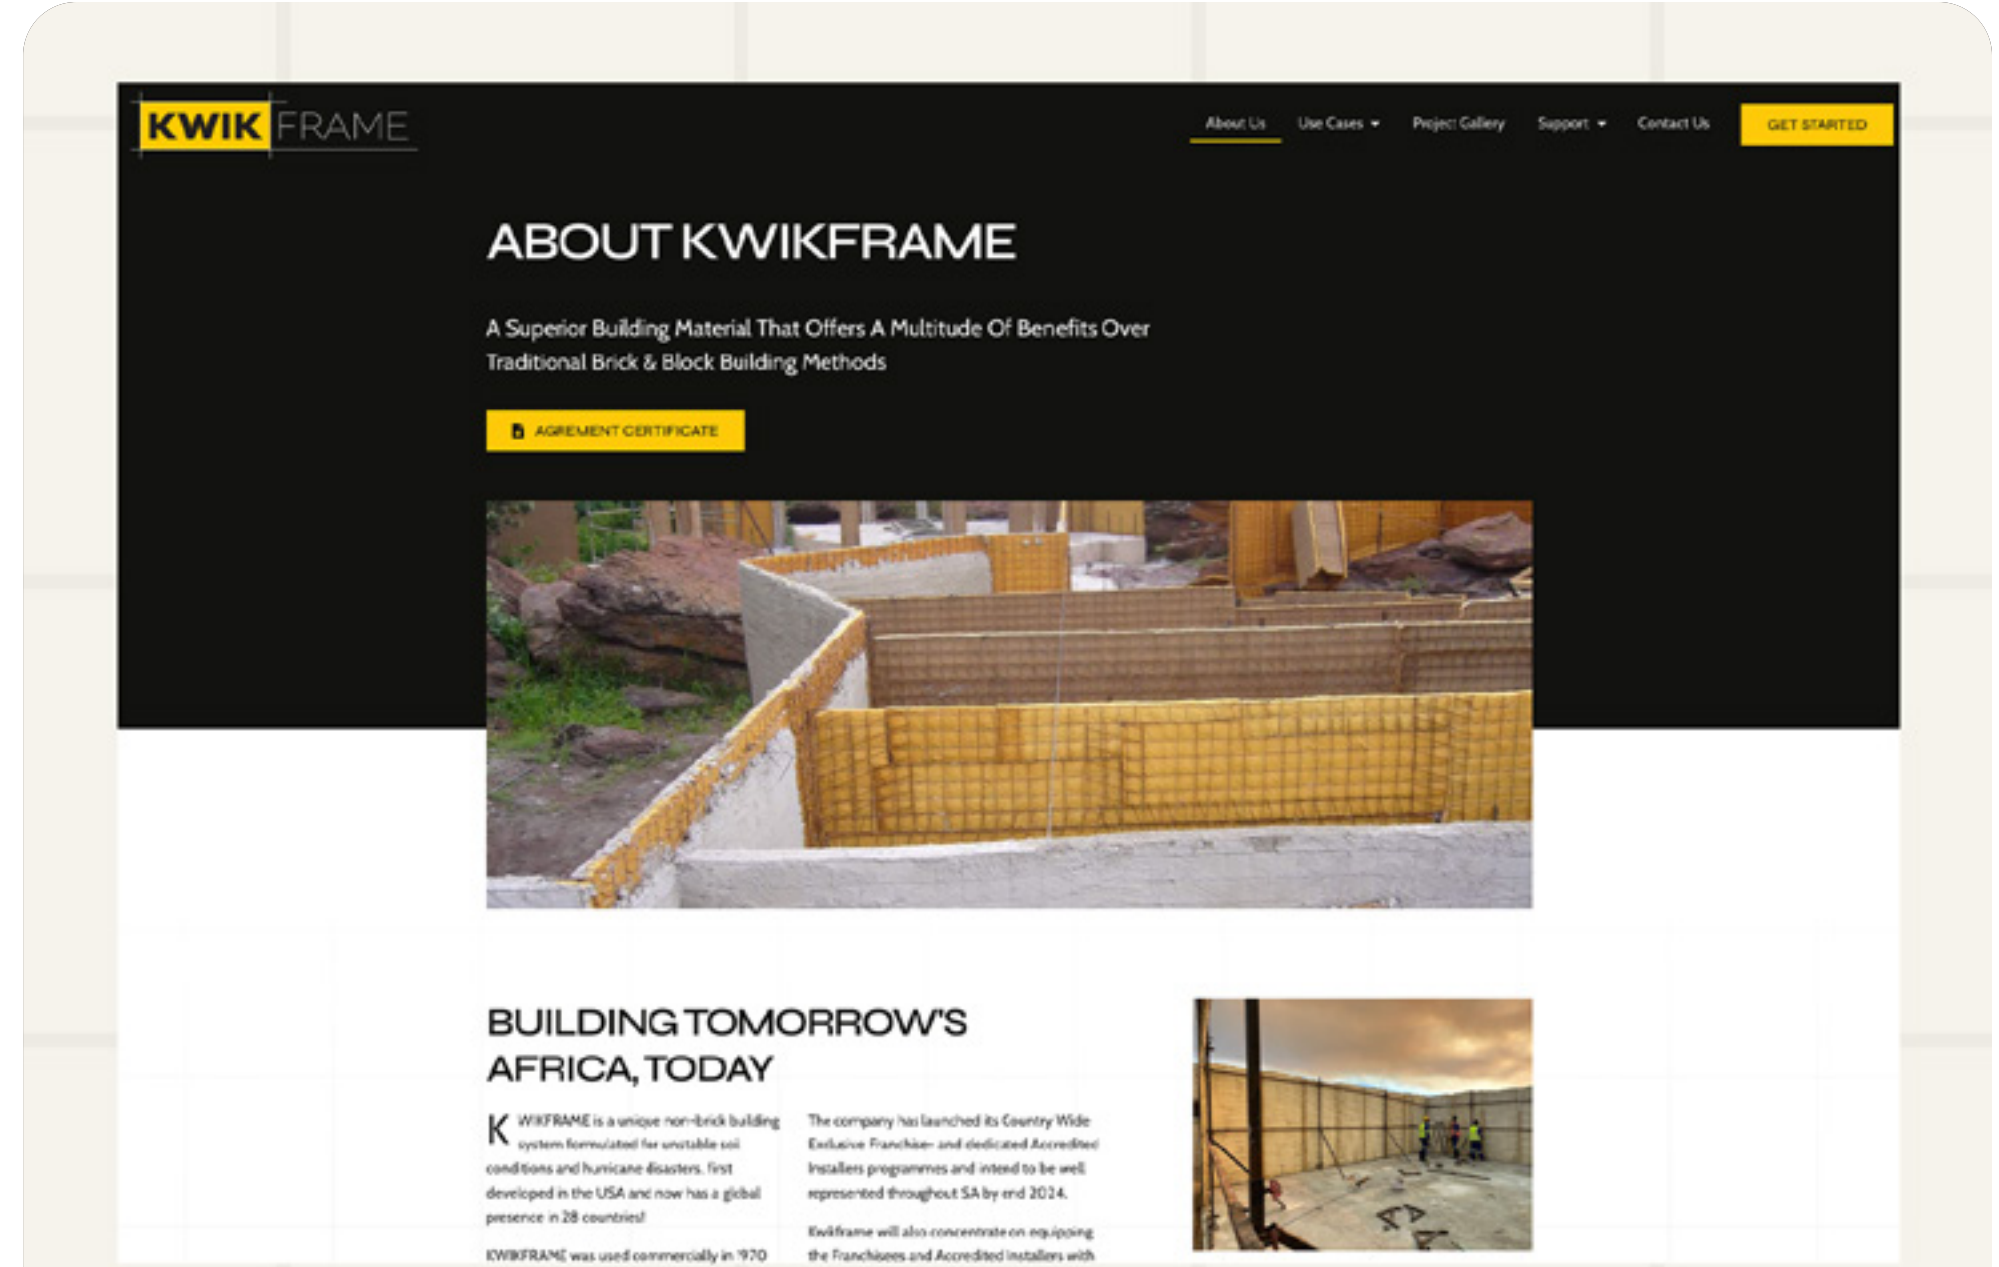 KWIK FRAME
About Us
Use Cases
Project Gallery
Support
Contact Us
GET STARTED
ABOUT KWIKFRAME
A Superior Building Material That Offers A Multitude Of Benefits Over
Traditional Brick & Block Building Methods
AGREMENT CERTIFICATE
BUILDING TOMORROW'S
AFRICA, TODAY
KWIKFRAME is a unique non-brick building
system formulated for unstable soil
conditions and hurricane disasters, first
developed in the USA and now has a global
presence in 28 countries!
KWIKFRAME was used commercially in 1970
The company has launched its Country Wide
Exclusive Franchise- and dedicated Accredited
Installers programmes and intend to be well
represented throughout SA by end 2024.
Kwikframe will also concentrate on equipping
the Franchisees and Accredited Installers with